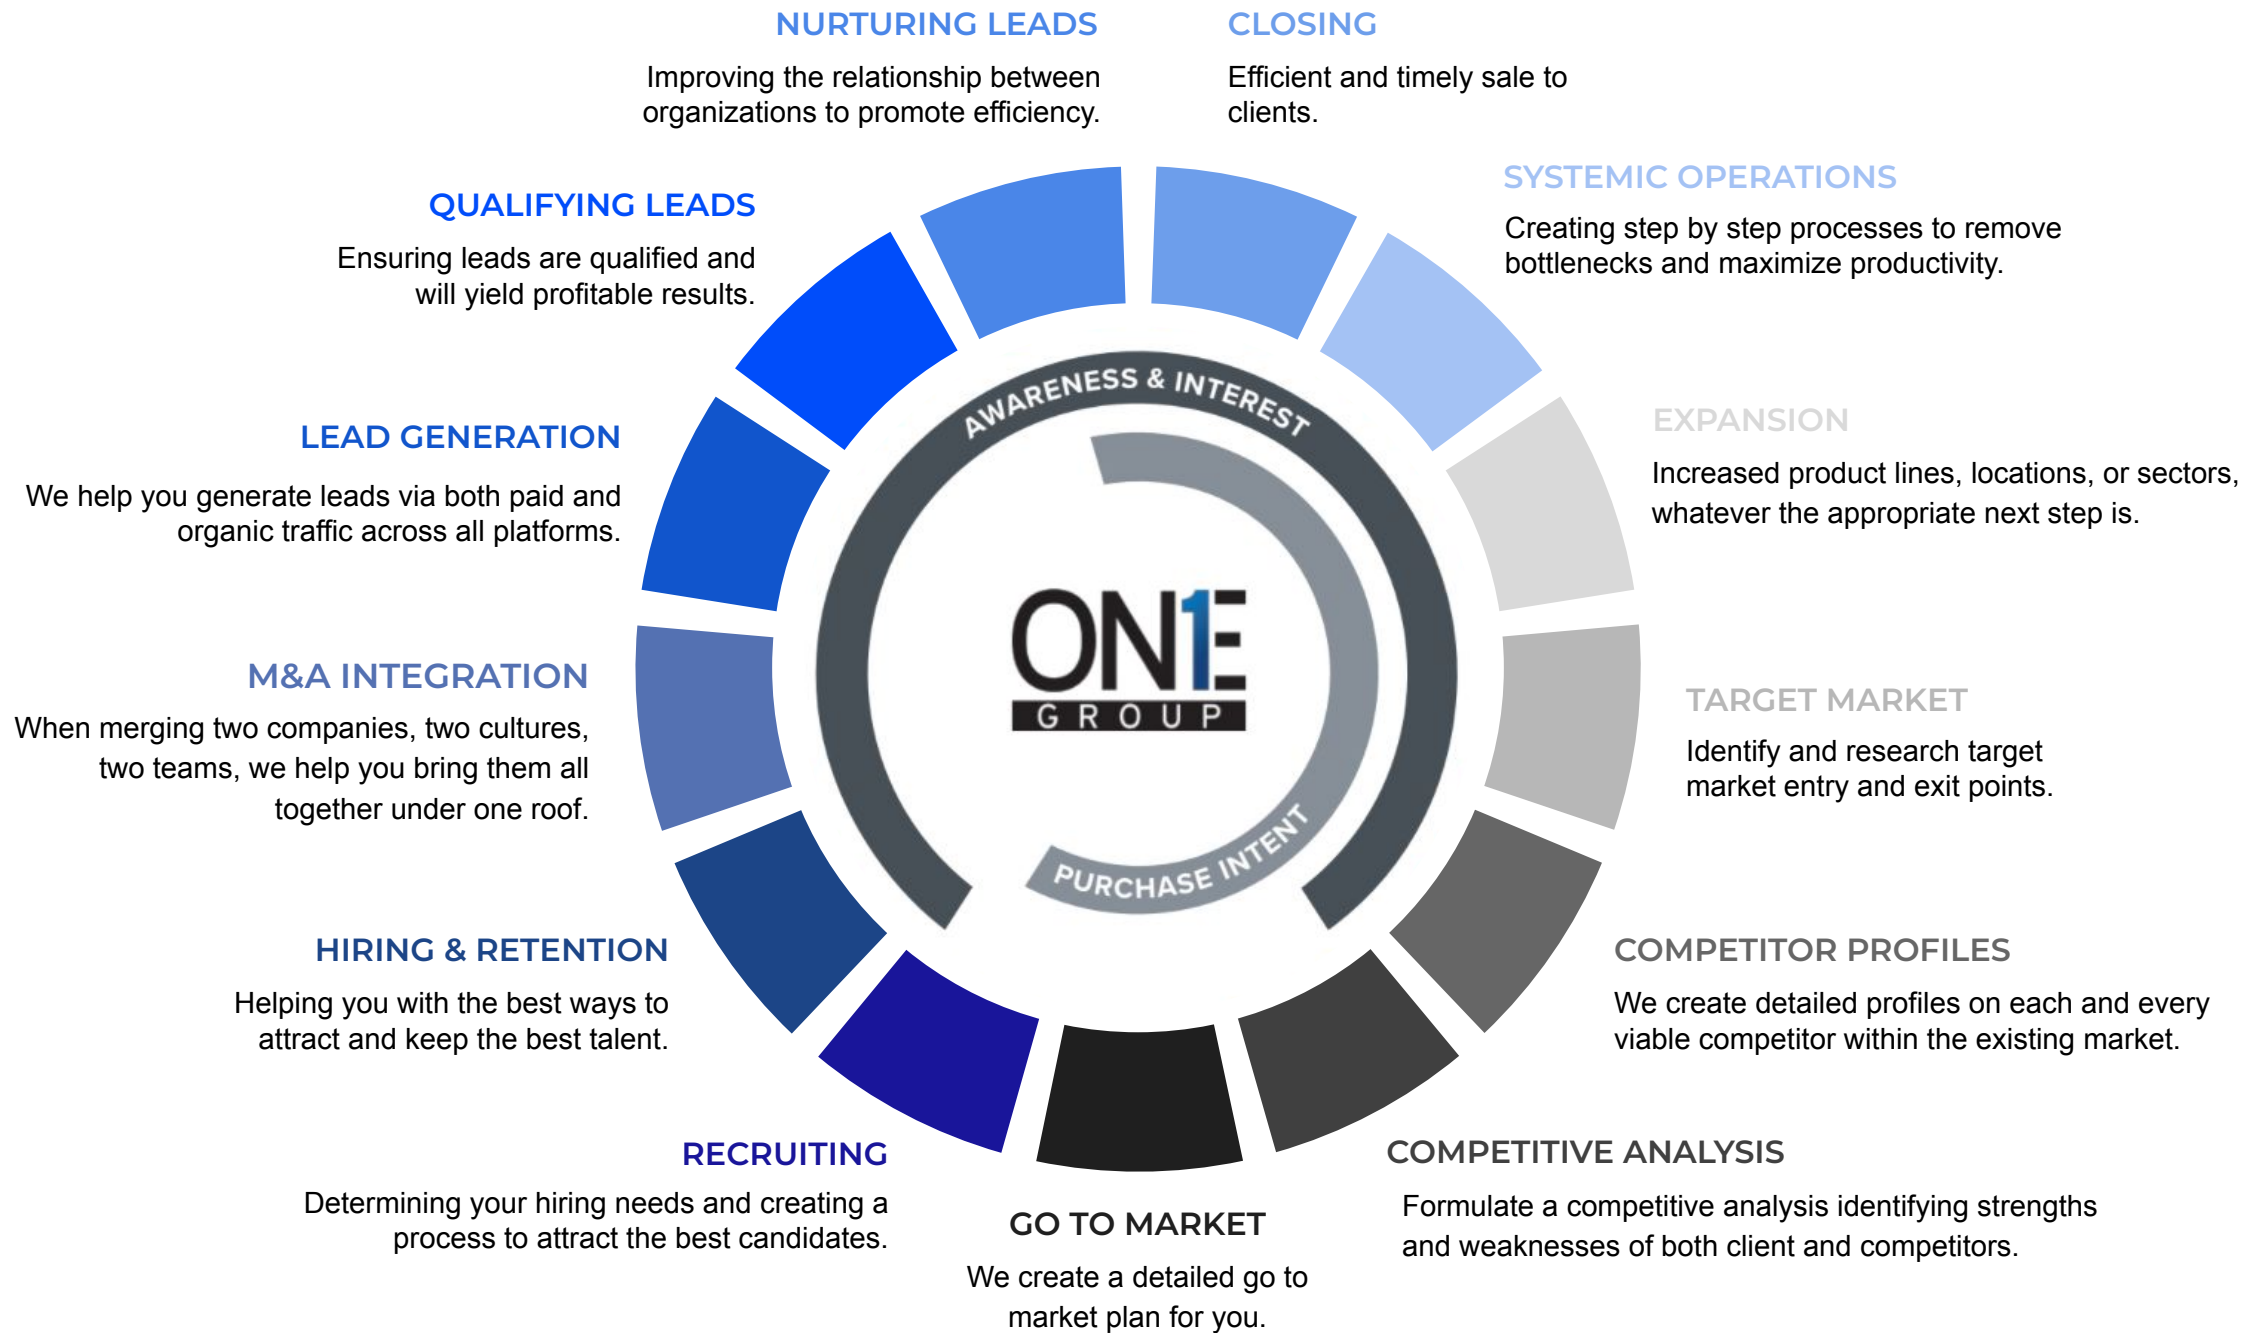 NURTURING LEADS
Improving the relationship between
organizations to promote efficiency.
CLOSING
Efficient and timely sale to
clients.
SYSTEMIC OPERATIONS
Creating step by step processes to remove
bottlenecks and maximize productivity.
EXPANSION
Increased product lines, locations, or sectors,
whatever the appropriate next step is.
TARGET MARKET
Identify and research target
market entry and exit points.
COMPETITOR PROFILES
We create detailed profiles on each and every
viable competitor within the existing market.
COMPETITIVE ANALYSIS
Formulate a competitive analysis identifying strengths
and weaknesses of both client and competitors.
GO TO MARKET
We create a detailed go to
market plan for you.
RECRUITING
Determining your hiring needs and creating a
process to attract the best candidates.
HIRING & RETENTION
Helping you with the best ways to
attract and keep the best talent.
M&A INTEGRATION
When merging two companies, two cultures,
two teams, we help you bring them all
together under one roof.
LEAD GENERATION
We help you generate leads via both paid and
organic traffic across all platforms.
QUALIFYING LEADS
Ensuring leads are qualified and
will yield profitable results.
AWARENESS & INTEREST
ON1E
GROUP
PURCHASE INTENT